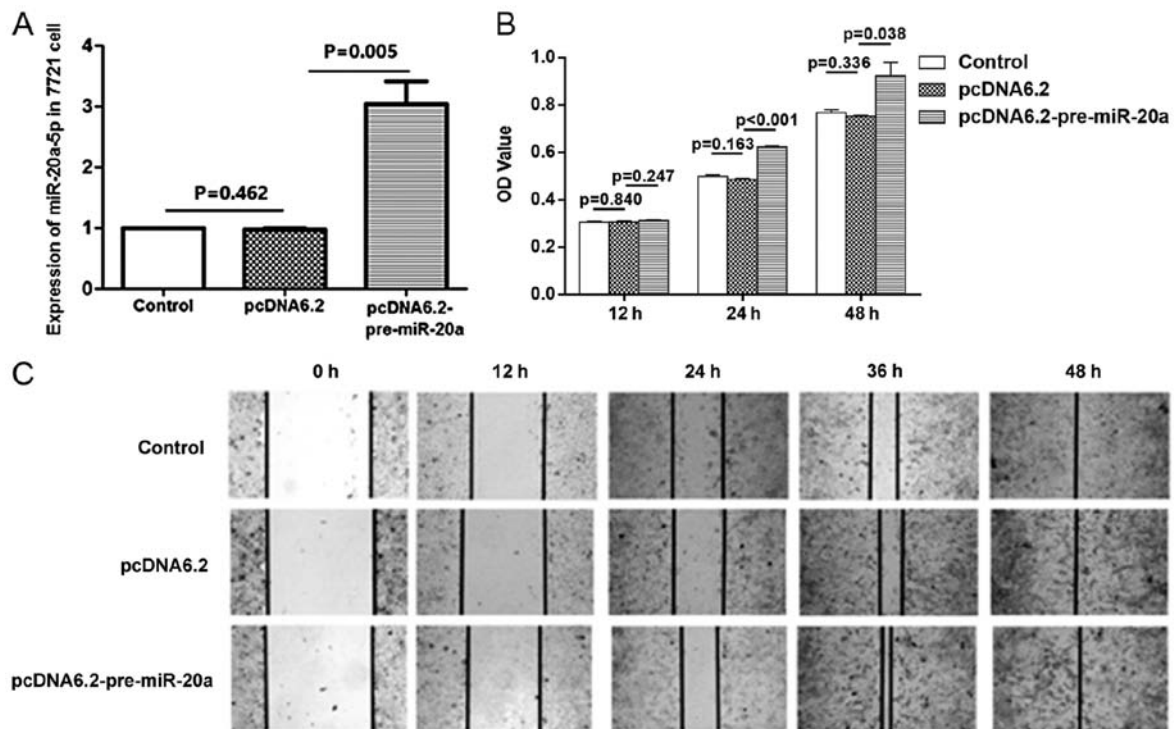 A
Expression of miR-20a-5p in 7721 cell
4
3
2
1
0
P=0.005
P=0.462
Control
pcDNA6.2
pcDNA6.2-
pre-miR-20a
B
OD Value
1.0
0.8
0.6
0.4
0.2
0.0
p=0.840
p=0.247
p=0.163
p<0.001
p=0.336
p=0.038
12 h
24 h
48 h
Control
pcDNA6.2
pcDNA6.2-pre-miR-20a
C
0 h
12 h
24 h
36 h
48 h
Control
pcDNA6.2
pcDNA6.2-pre-miR-20a